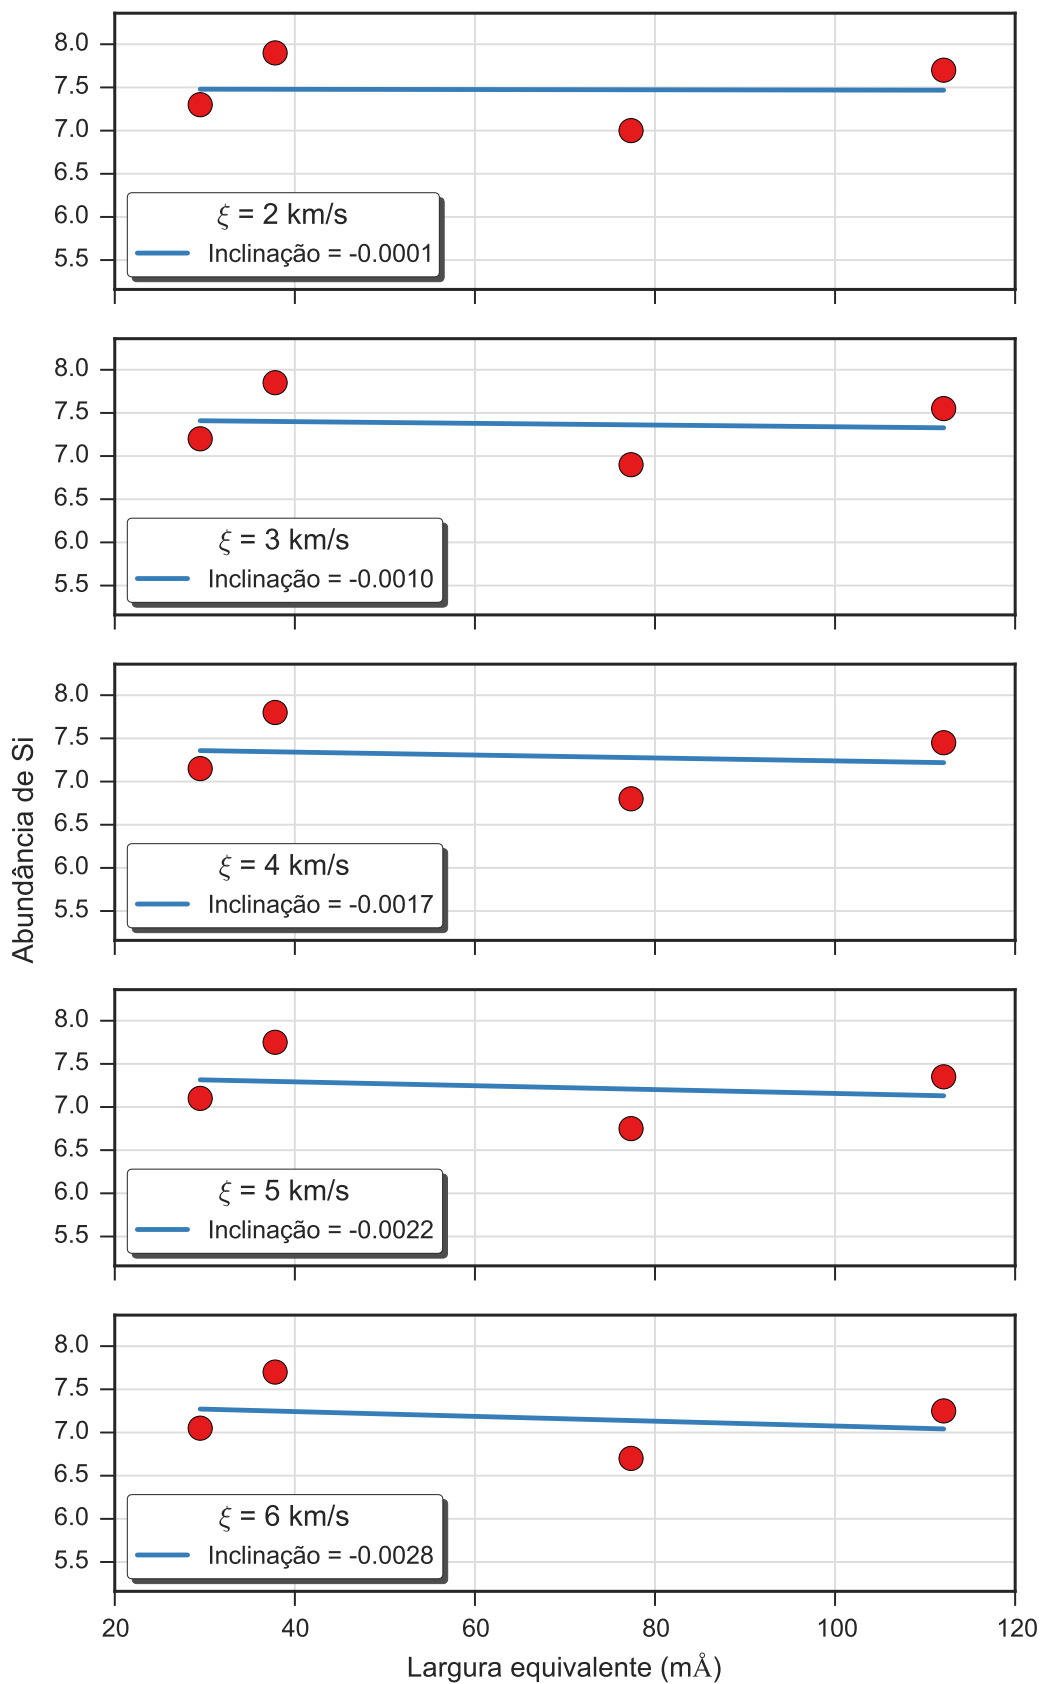 8.0
7.5
7.0
6.5
6.0
5.5
ξ = 2 km/s
Inclinação = -0.0001
8.0
7.5
7.0
6.5
6.0
5.5
ξ = 3 km/s
Inclinação = -0.0010
Abundância de Si
8.0
7.5
7.0
6.5
6.0
5.5
ξ = 4 km/s
Inclinação = -0.0017
8.0
7.5
7.0
6.5
6.0
5.5
ξ = 5 km/s
Inclinação = -0.0022
8.0
7.5
7.0
6.5
6.0
5.5
ξ = 6 km/s
Inclinação = -0.0028
20 40 60 80 100 120
Largura equivalente (mÅ)